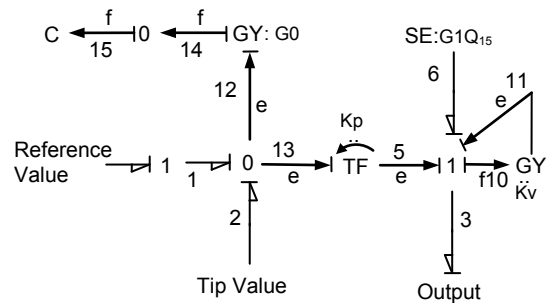 f f
C 0 GY: G0 SE:G1Q₁₅
15 14
12 6 11
e e
Kp
Reference Value
1 1 0 13 e TF 5 e 1 f10 GY
Kv
2 3
Tip Value Output